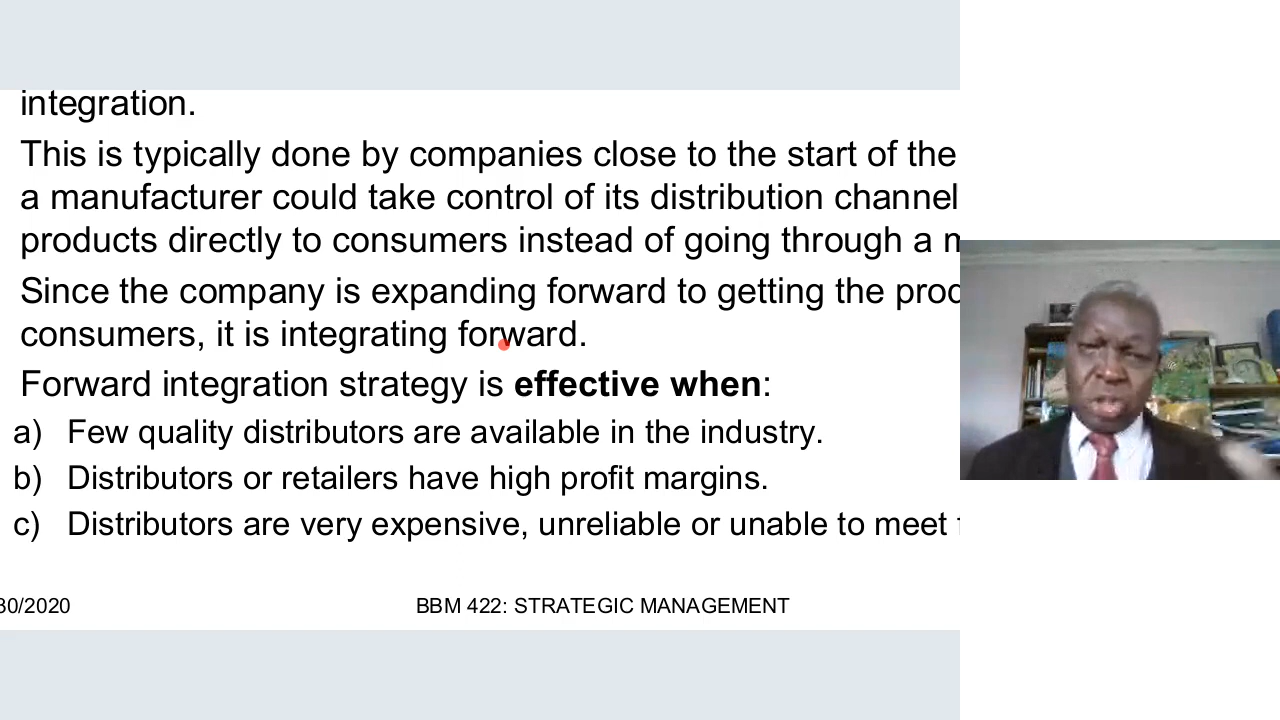 integration.
This is typically done by companies close to the start of the
a manufacturer could take control of its distribution channel
products directly to consumers instead of going through a
Since the company is expanding forward to getting the
consumers, it is integrating forward.
Forward integration strategy is effective when:
a) Few quality distributors are available in the industry.
b) Distributors or retailers have high profit margins.
c) Distributors are very expensive, unreliable or unable to meet
30/2020
BBM 422: STRATEGIC MANAGEMENT